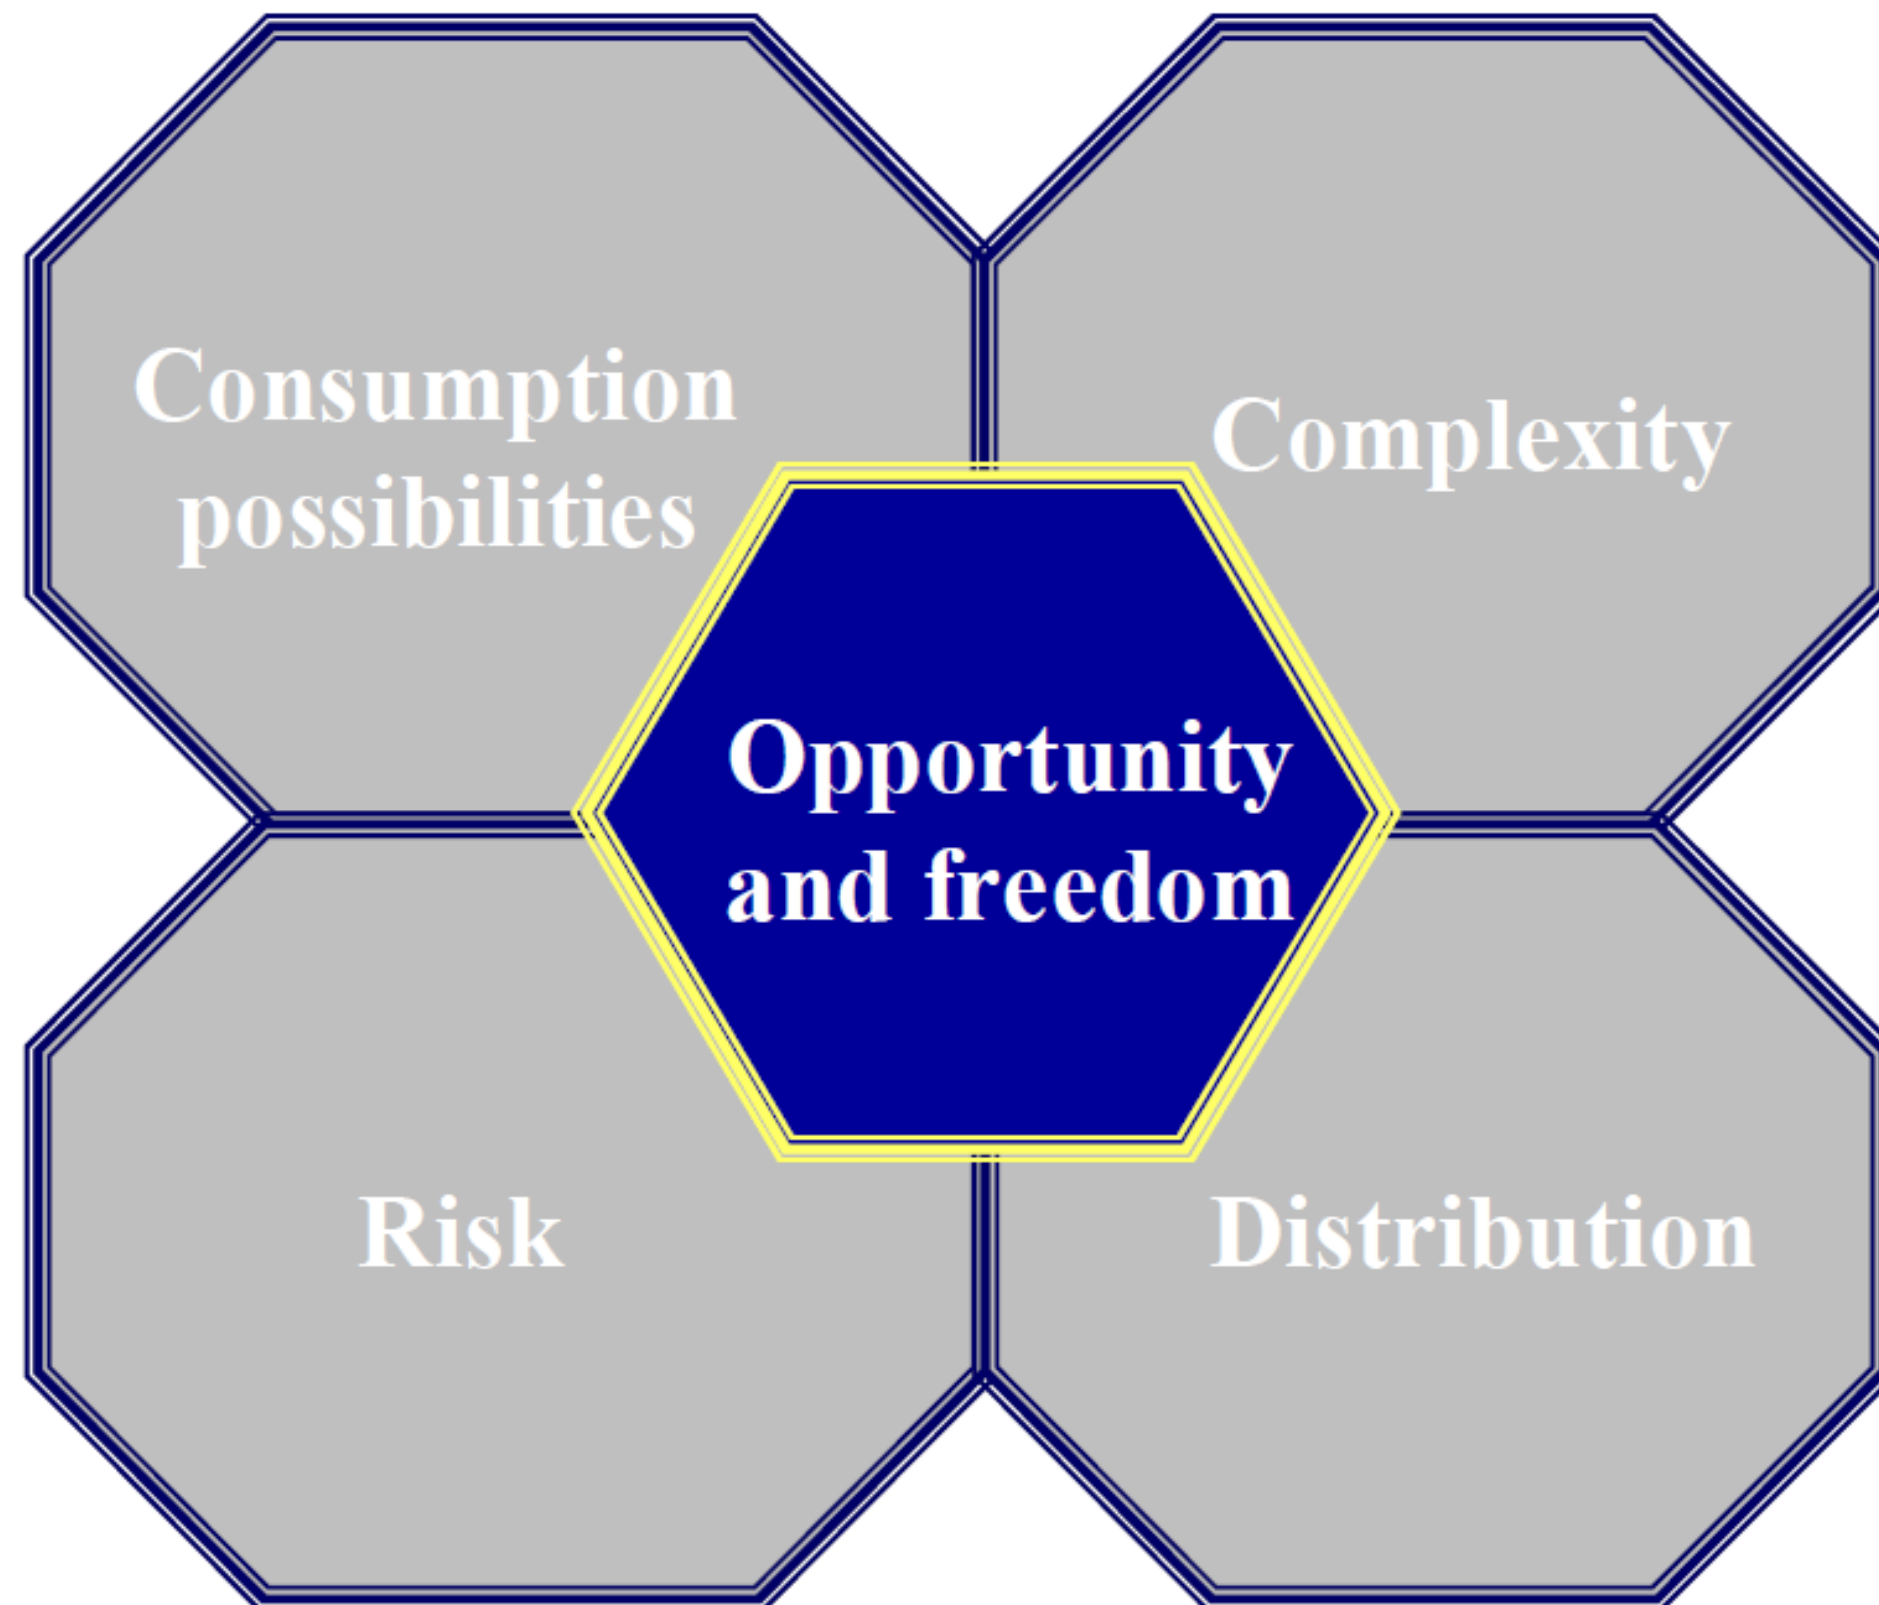 Consumption
possibilities
Complexity
Opportunity
and freedom
Risk
Distribution